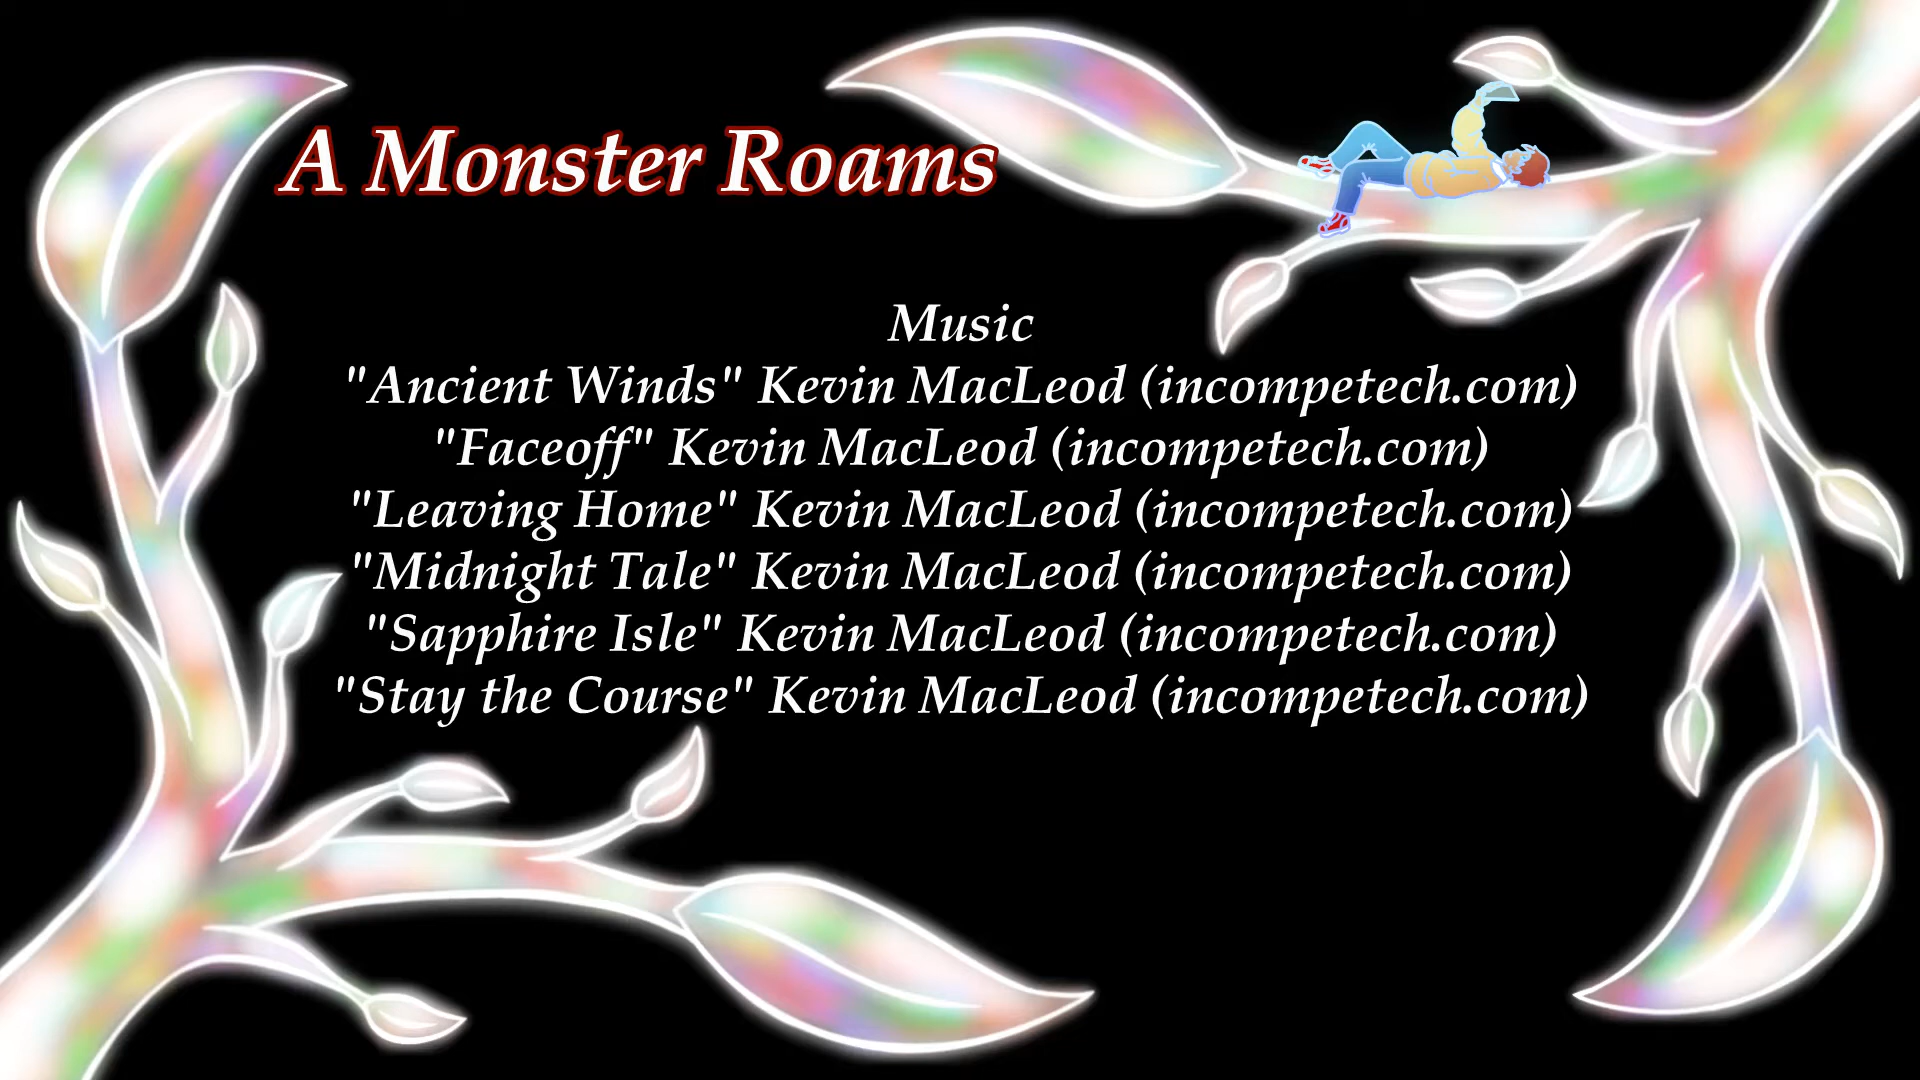 A Monster Roams
Music
"Ancient Winds" Kevin MacLeod (incompetech.com)
"Faceoff" Kevin MacLeod (incompetech.com)
"Leaving Home" Kevin MacLeod (incompetech.com)
"Midnight Tale" Kevin MacLeod (incompetech.com)
"Sapphire Isle" Kevin MacLeod (incompetech.com)
"Stay the Course" Kevin MacLeod (incompetech.com)